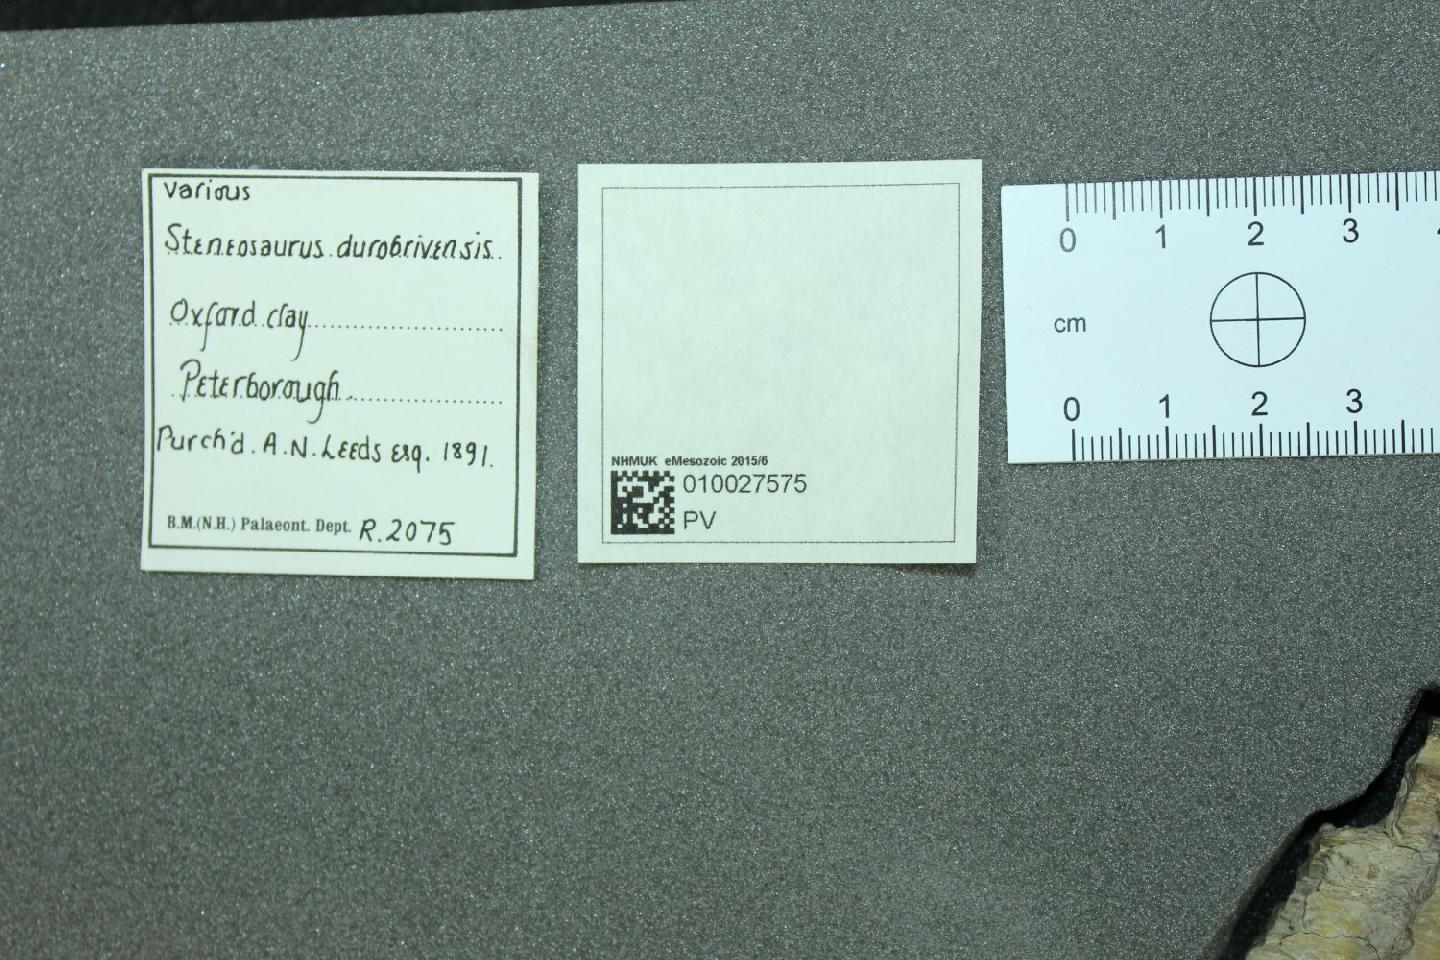 Various
Steneosaurus durobrivensis.
Oxford clay
Peterborough
Purch'd. A.N. Leeds esq. 1891.
B.M.(N.H.) Palaeont. Dept. R.2075
NHMUK eMesozoic 2015/6
010027575
PV
0 1 2 3
cm
0 1 2 3